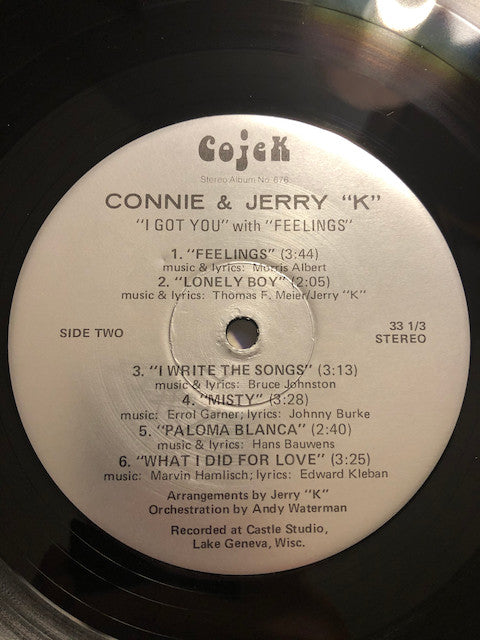 Cojek
Stereo Album No. 676
CONNIE & JERRY "K"
"I GOT YOU" with "FEELINGS"
1. "FEELINGS" (3:44)
music & lyrics: Morris Albert
2. "LONELY BOY" (2:05)
music & lyrics: Thomas F. Meier/Jerry "K"
SIDE TWO
33 1/3
STEREO
3. "I WRITE THE SONGS" (3:13)
music & lyrics: Bruce Johnston
4. "MISTY" (3:28)
music: Errol Garner; lyrics: Johnny Burke
5. "PALOMA BLANCA" (2:40)
music & lyrics: Hans Bauwens
6. "WHAT I DID FOR LOVE" (3:25)
music: Marvin Hamlisch; lyrics: Edward Kleban
Arrangements by Jerry "K"
Orchestration by Andy Waterman
Recorded at Castle Studio,
Lake Geneva, Wisc.